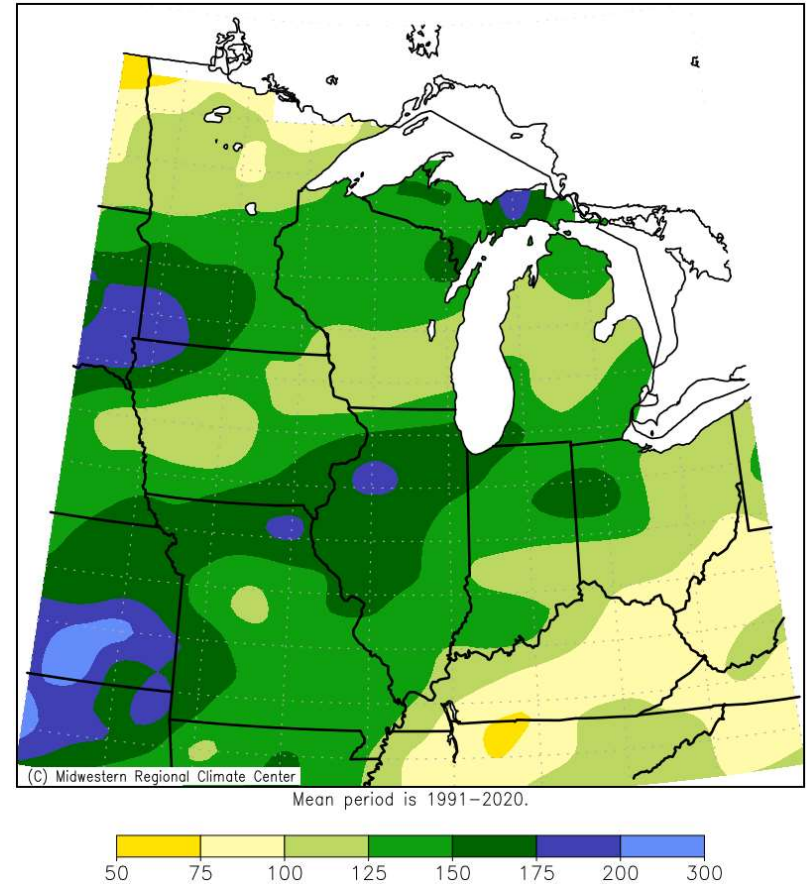 (C) Midwestern Regional Climate Center
Mean period is 1991-2020.
50 75 100 125 150 175 200 300